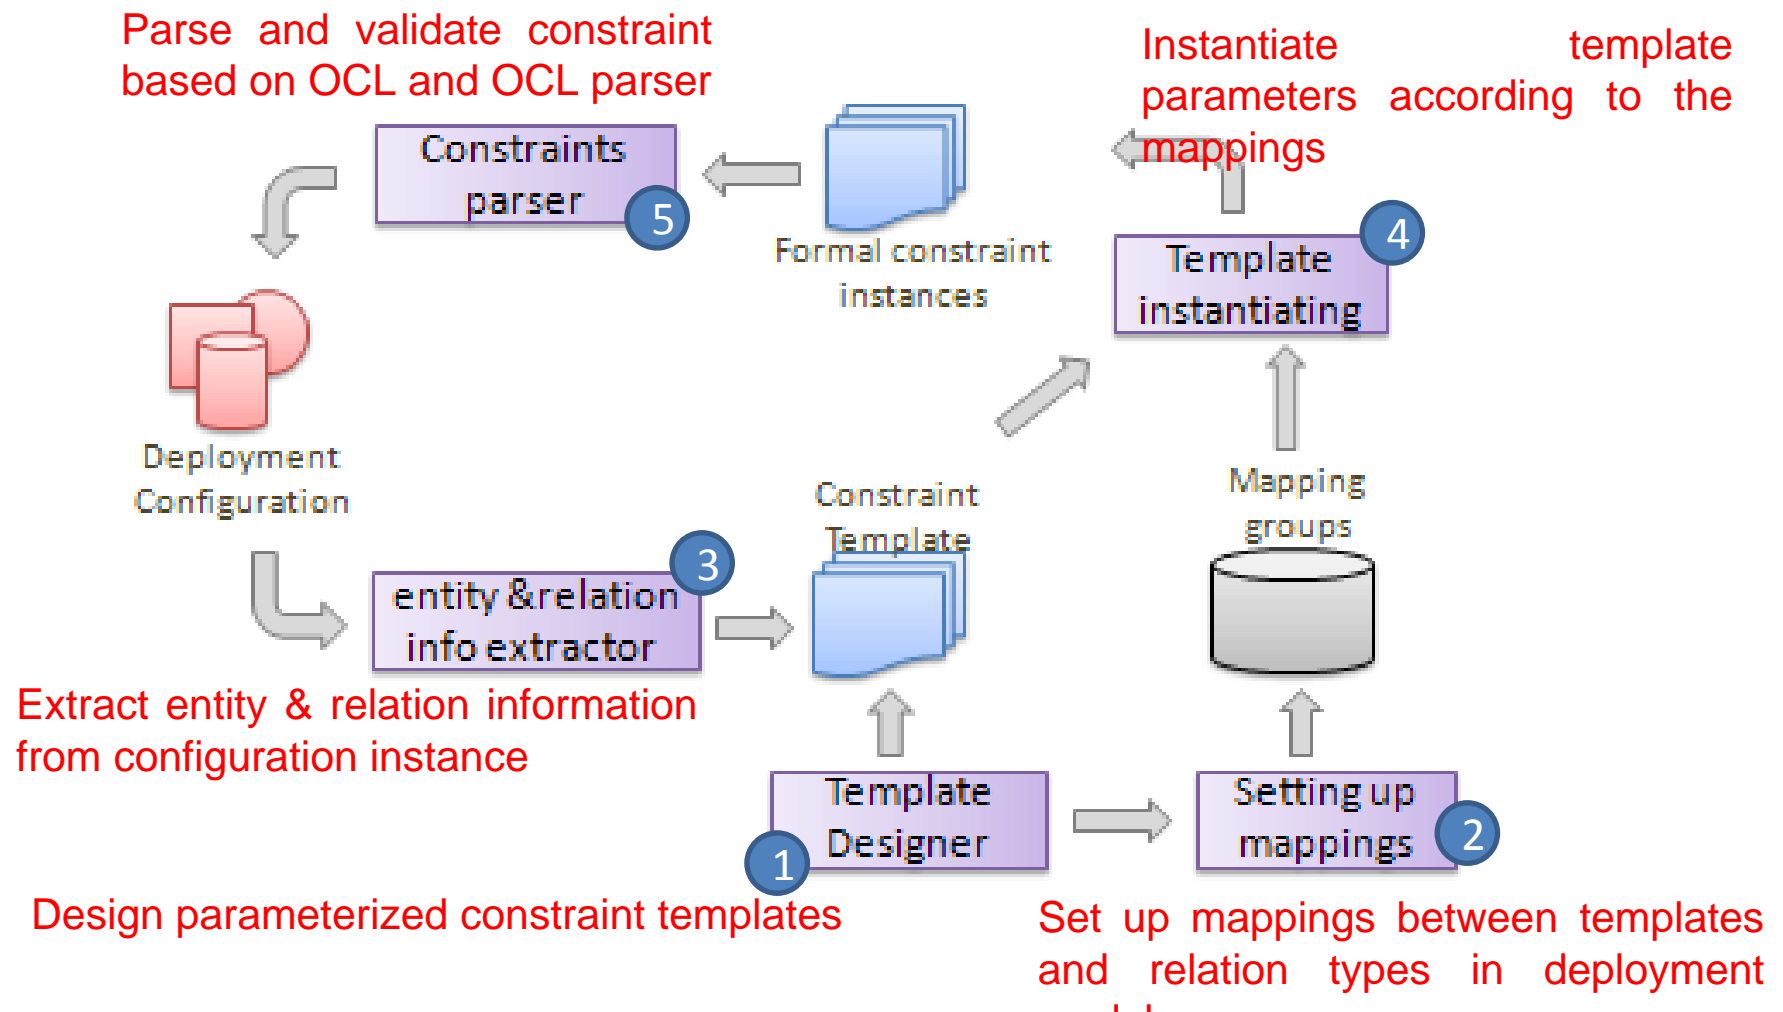 Parse and validate constraint
based on OCL and OCL parser
Instantiate template
parameters according to the
mappings
Constraints
parser
5
Formal constraint
instances
4
Template
instantiating
Deployment
Configuration
Constraint
Template
Mapping
groups
3
entity &relation
info extractor
Extract entity & relation information
from configuration instance
Template
Designer
1
Setting up
mappings
2
Design parameterized constraint templates
Set up mappings between templates
and relation types in deployment